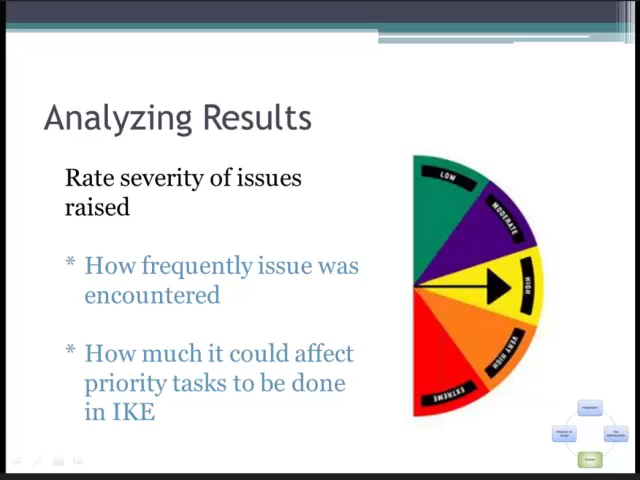 Analyzing Results
Rate severity of issues
raised
* How frequently issue was
encountered
* How much it could affect
priority tasks to be done
in IKE
LOW
MODERATE
HIGH
VERY HIGH
EXTREME